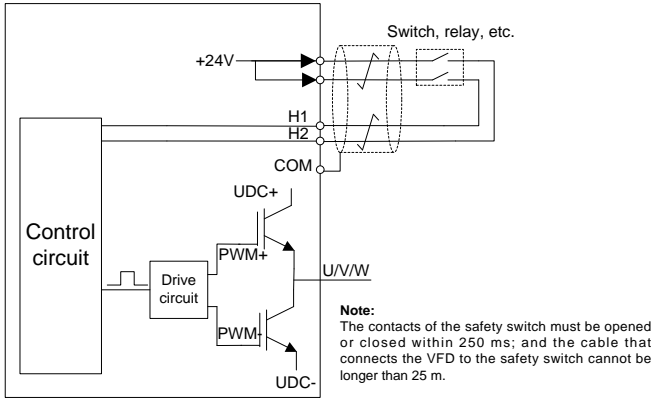 Switch, relay, etc.
+24V
H1
H2
COM
UDC+
Control
circuit
PWM+
Drive
circuit
U/V/W
PWM-
UDC-
Note:
The contacts of the safety switch must be opened
or closed within 250 ms; and the cable that
connects the VFD to the safety switch cannot be
longer than 25 m.